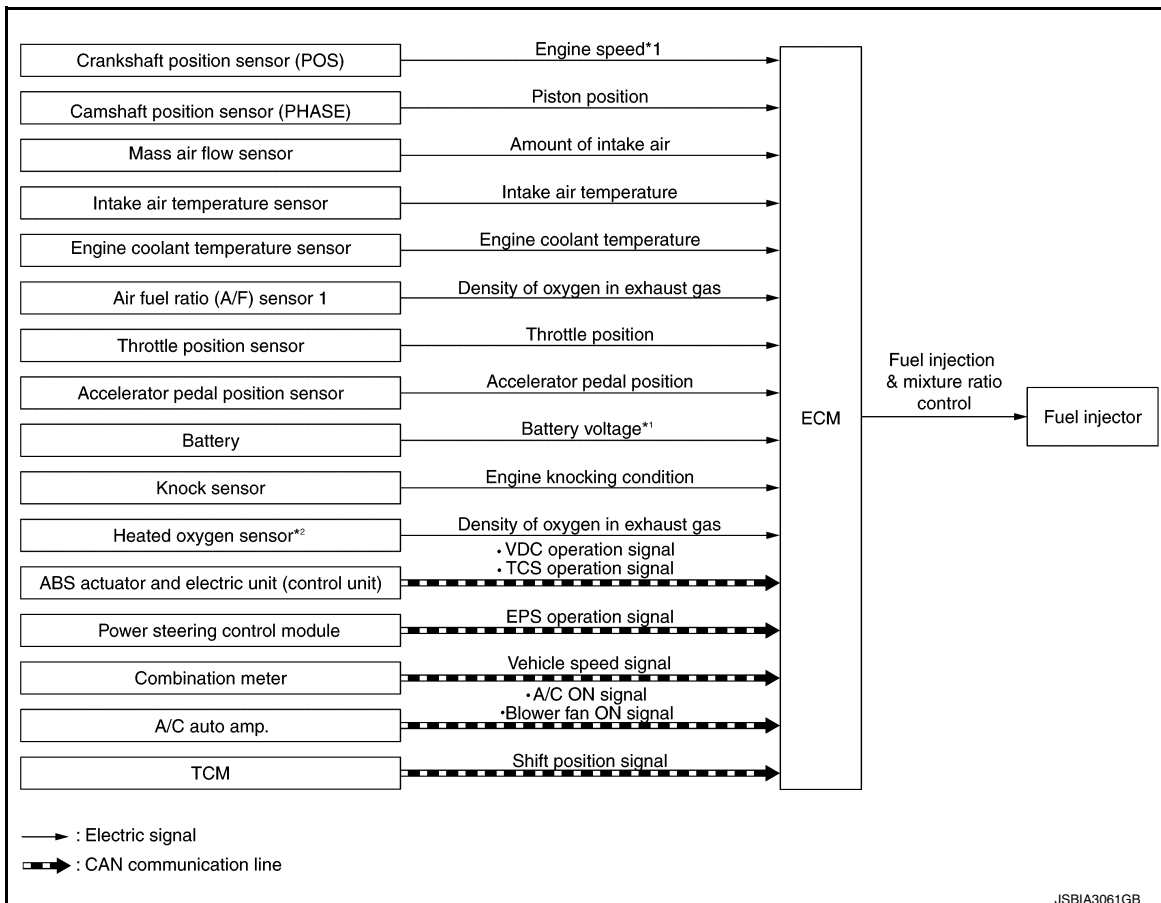 Crankshaft position sensor (POS)
Engine speed*1
Camshaft position sensor (PHASE)
Piston position
Mass air flow sensor
Amount of intake air
Intake air temperature sensor
Intake air temperature
Engine coolant temperature sensor
Engine coolant temperature
Air fuel ratio (A/F) sensor 1
Density of oxygen in exhaust gas
Throttle position sensor
Throttle position
Accelerator pedal position sensor
Accelerator pedal position
Battery
Battery voltage*1
Knock sensor
Engine knocking condition
Heated oxygen sensor*2
Density of oxygen in exhaust gas
ABS actuator and electric unit (control unit)
• VDC operation signal
• TCS operation signal
Power steering control module
EPS operation signal
Combination meter
Vehicle speed signal
A/C auto amp.
• A/C ON signal
• Blower fan ON signal
TCM
Shift position signal
ECM
Fuel injection
& mixture ratio
control
Fuel injector
: Electric signal
: CAN communication line
JSBIA3061GB